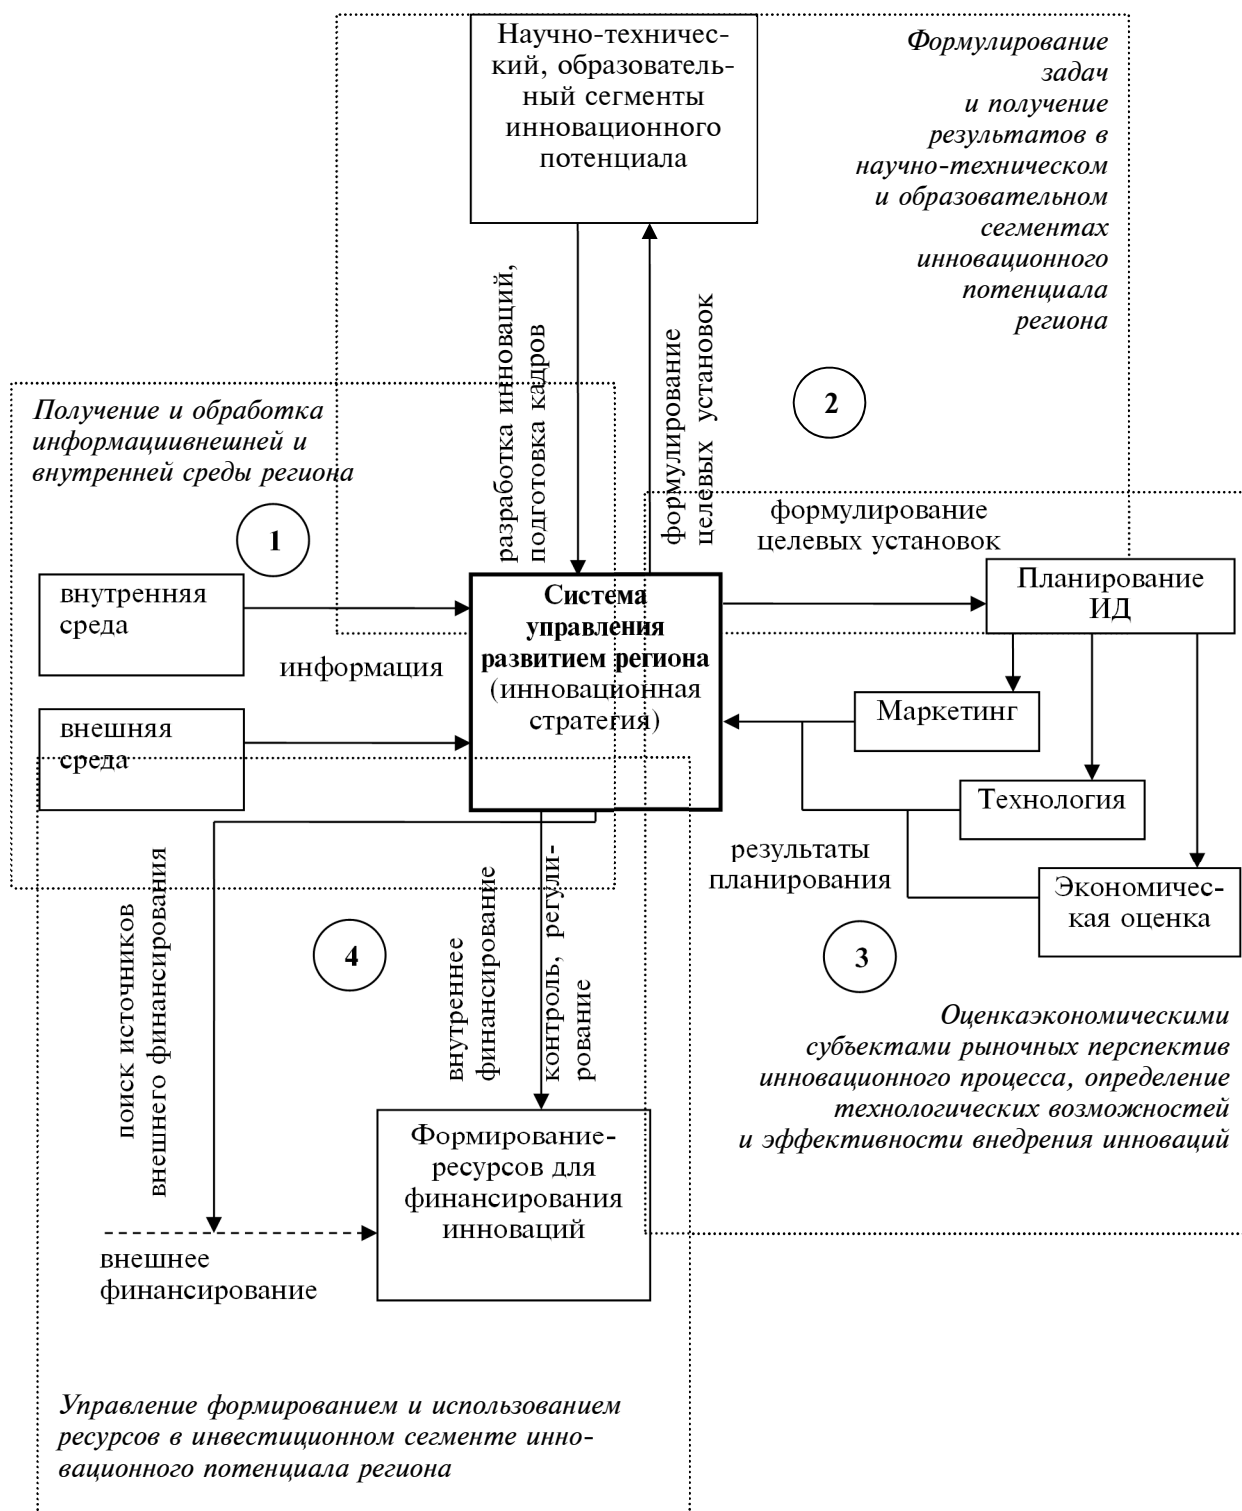 Научно-техничес-
кий, образователь-
ный сегменты
инновационного
потенциала
Формулирование
задач
и получение
результатов в
научно-техническом
и образовательном
сегментах
инновационного
потенциала
региона
разработка инноваций,
подготовка кадров
формулирование
целевых установок
2
Получение и обработка
информациивнешней и
внутренней среды региона
1
формулирование
целевых установок
внутренняя
среда
информация
внешняя
среда
Система
управления
развитием региона
(инновационная
стратегия)
Планирование
ИД
Маркетинг
Технология
Экономичес-
кая оценка
результаты
планирования
3
Оценкаэкономическими
субъектами рыночных перспектив
инновационного процесса, определение
технологических возможностей
и эффективности внедрения инноваций
поиск источников
внешнего финансирования
4
внутреннее
финансирование
контроль, регули-
рование
Формирование-
ресурсов для
финансирования
инноваций
внешнее
финансирование
Управление формированием и использованием
ресурсов в инвестиционном сегменте инно-
вационного потенциала региона